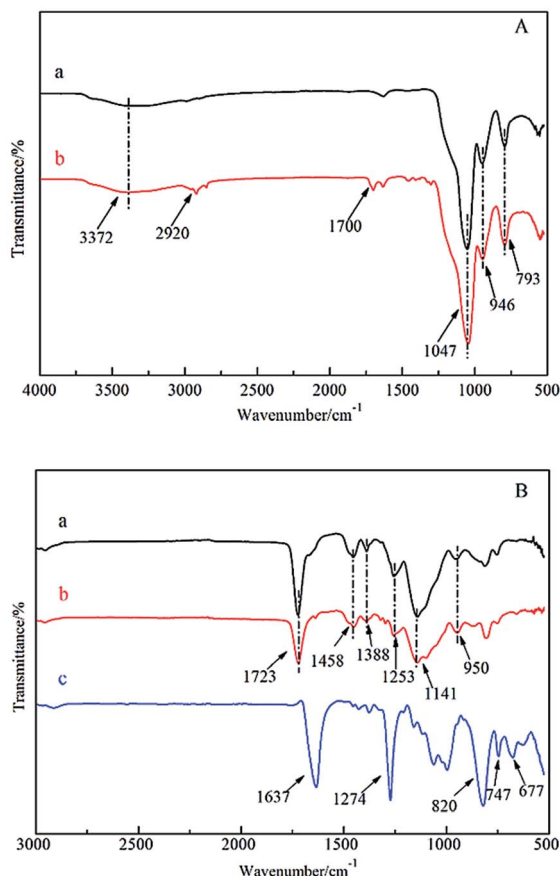 A
a
b
3372
2920
1700
1047
946
793
Transmittance/%
4000 3500 3000 2500 2000 1500 1000 500
Wavenumber/cm-1
B
a
b
1723
1458
1388
1253
1141
950
c
1637
1274
820
747
677
Transmittance/%
3000 2500 2000 1500 1000 500
Wavenumber/cm-1